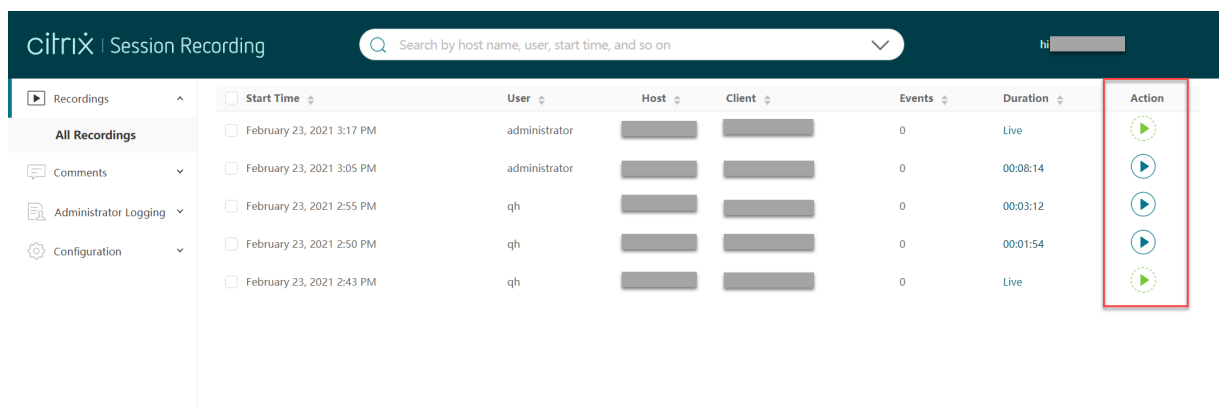 citrix | Session Recording
Search by host name, user, start time, and so on
hi
Recordings
All Recordings
Comments
Administrator Logging
Configuration
Start Time User Host Client Events Duration Action
February 23, 2021 3:17 PM administrator 0 Live
February 23, 2021 3:05 PM administrator 0 00:08:14
February 23, 2021 2:55 PM qh 0 00:03:12
February 23, 2021 2:50 PM qh 0 00:01:54
February 23, 2021 2:43 PM qh 0 Live